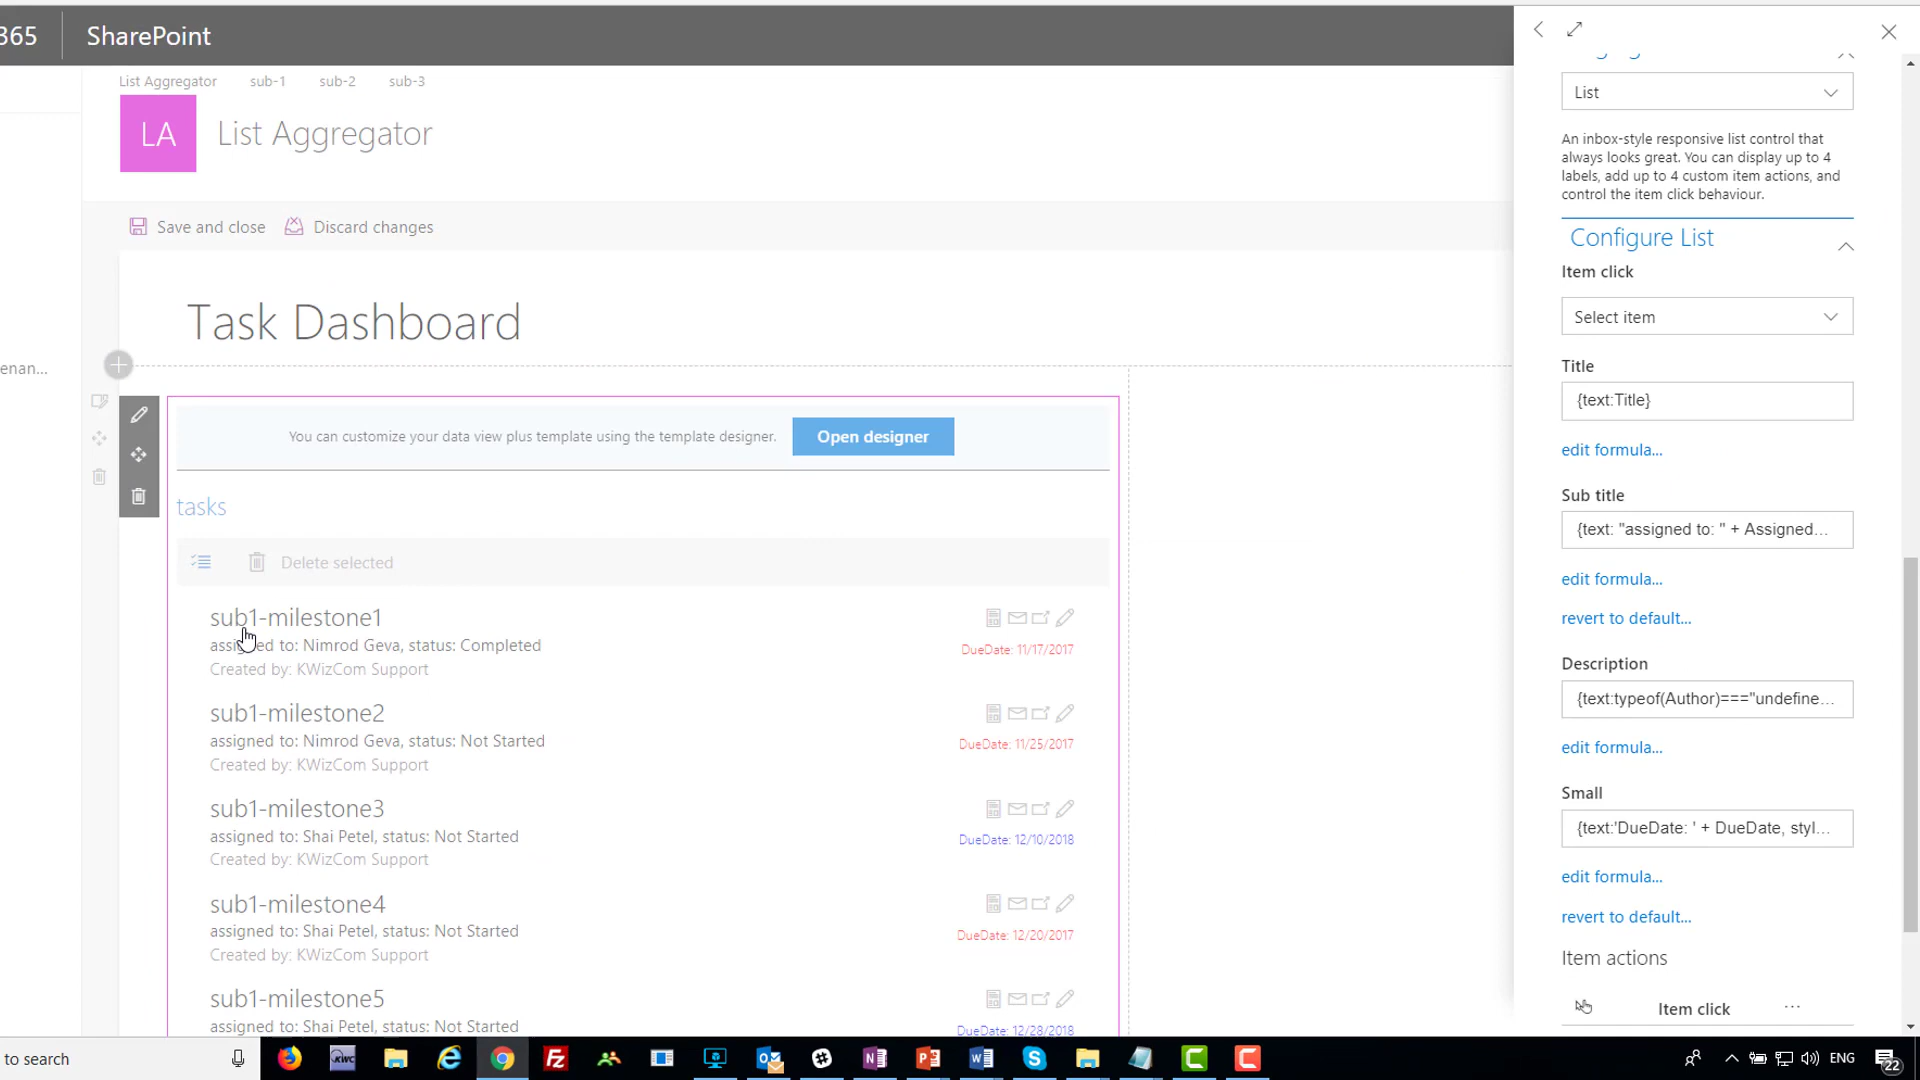 365 SharePoint
List Aggregator sub-1 sub-2 sub-3
LA List Aggregator
Save and close Discard changes
Task Dashboard
enan...
You can customize your data view plus template using the template designer. Open designer
tasks
Delete selected
sub1-milestone1
assigned to: Nimrod Geva, status: Completed
DueDate: 11/17/2017
Created by: KWizCom Support
sub1-milestone2
assigned to: Nimrod Geva, status: Not Started
DueDate: 11/25/2017
Created by: KWizCom Support
sub1-milestone3
assigned to: Shai Petel, status: Not Started
DueDate: 12/10/2018
Created by: KWizCom Support
sub1-milestone4
assigned to: Shai Petel, status: Not Started
DueDate: 12/20/2017
Created by: KWizCom Support
sub1-milestone5
assigned to: Shai Petel, status: Not Started
DueDate: 12/28/2018
List
An inbox-style responsive list control that
always looks great. You can display up to 4
labels, add up to 4 custom item actions, and
control the item click behaviour.
Configure List
Item click
Select item
Title
{text:Title}
edit formula...
Sub title
{text: "assigned to: " + Assigned...
edit formula...
revert to default...
Description
{text:typeof(Author)==="undefine...
edit formula...
Small
{text:'DueDate: ' + DueDate, styl...
edit formula...
revert to default...
Item actions
Item click ...
to search
KWC
ENG
22